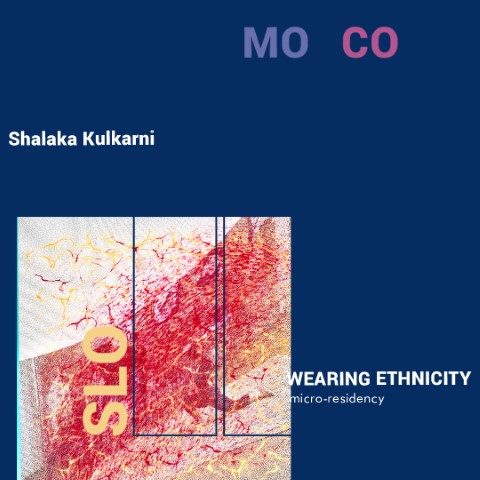 MO CO
Shalaka Kulkarni
SLO
WEARING ETHNICITY
micro-residency